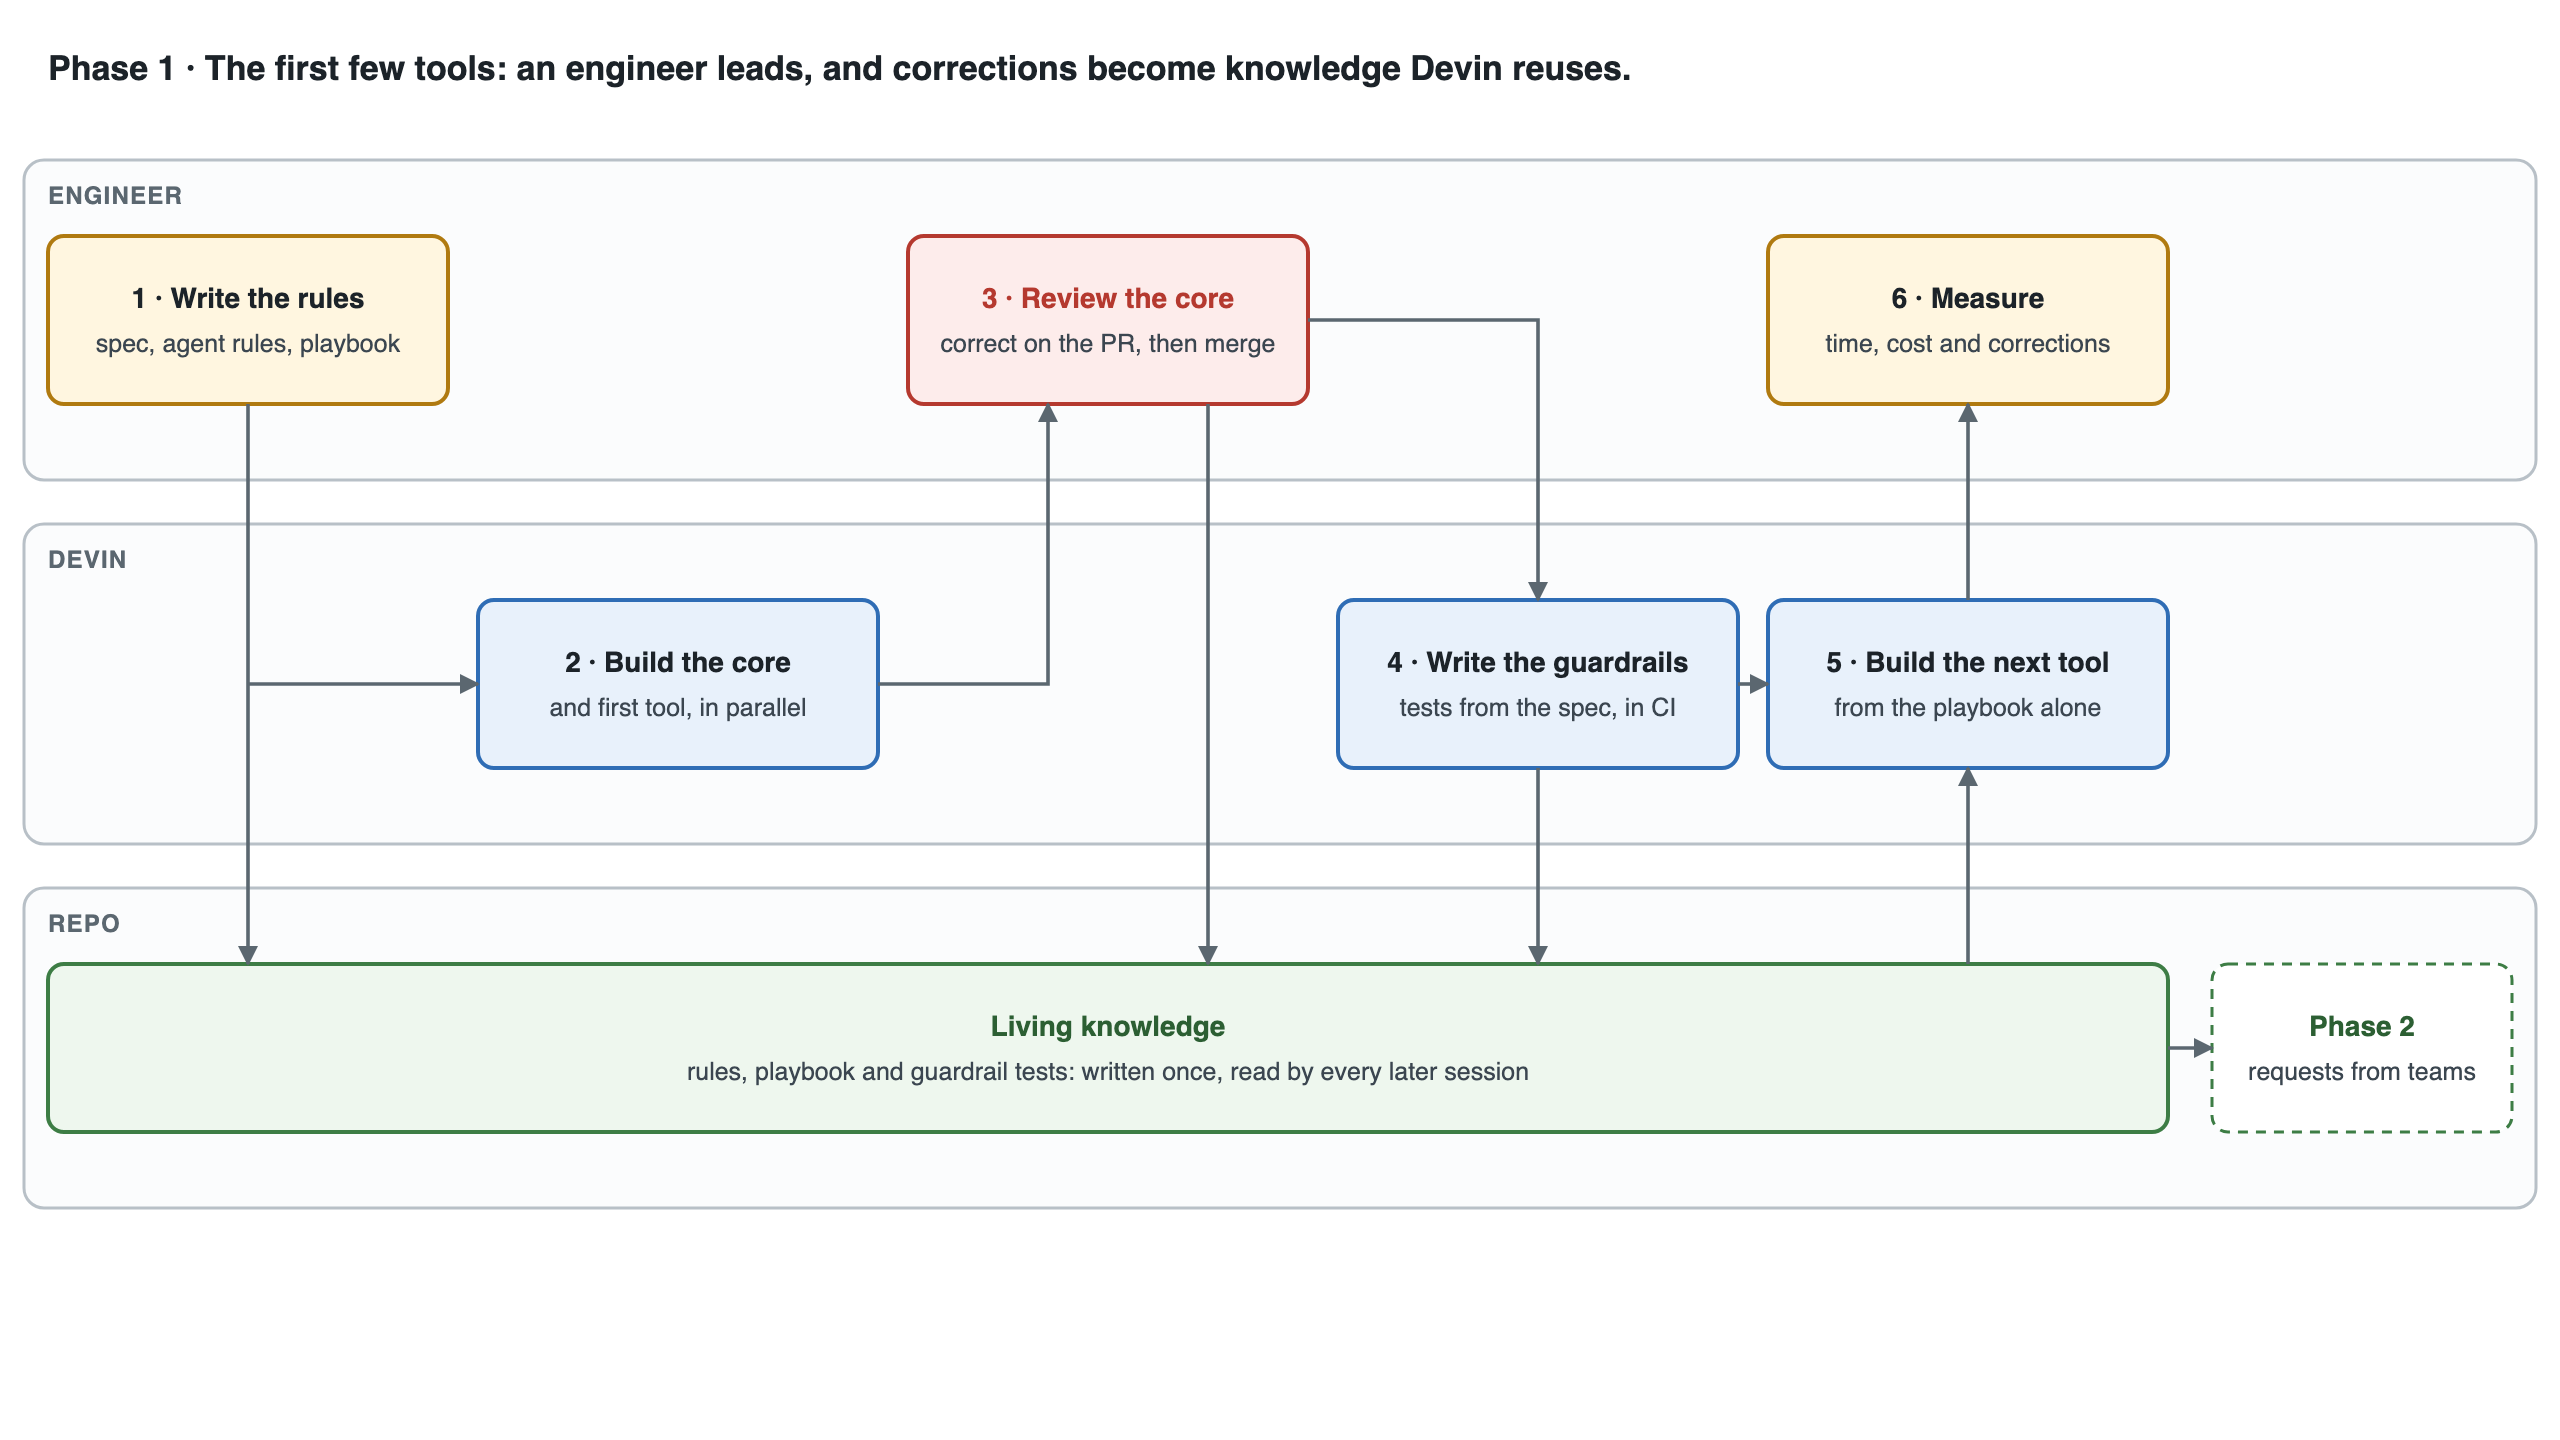 Phase 1 · The first few tools: an engineer leads, and corrections become knowledge Devin reuses.
ENGINEER
1 · Write the rules
spec, agent rules, playbook
3 · Review the core
correct on the PR, then merge
6 · Measure
time, cost and corrections
DEVIN
2 · Build the core
and first tool, in parallel
4 · Write the guardrails
tests from the spec, in CI
5 · Build the next tool
from the playbook alone
REPO
Living knowledge
rules, playbook and guardrail tests: written once, read by every later session
Phase 2
requests from teams